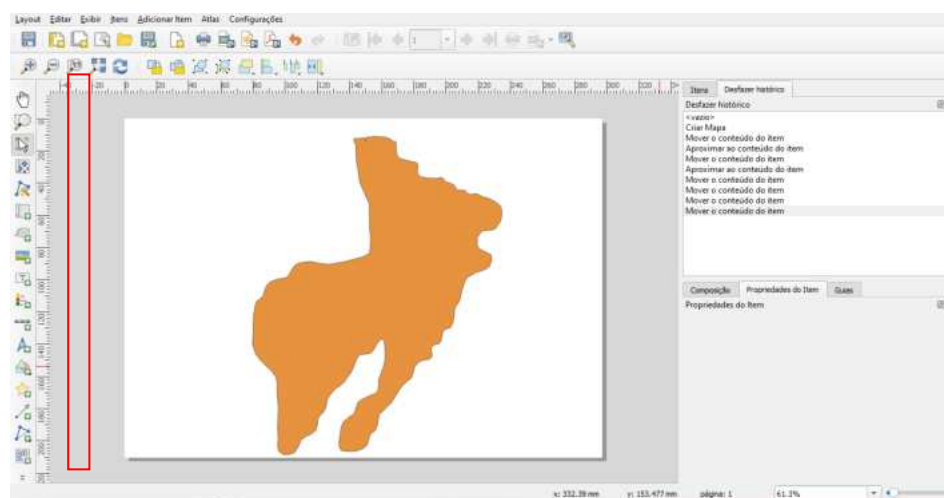 Layout Editar Exibir Itens Adicionar Item Atlas Configurações
1
Itens Desfazer histórico
Desfazer histórico
<vazio>
Criar Mapa
Mover o conteúdo do item
Aproximar ao conteúdo do item
Mover o conteúdo do item
Aproximar ao conteúdo do item
Mover o conteúdo do item
Mover o conteúdo do item
Mover o conteúdo do item
Mover o conteúdo do item
Composição Propriedades do Item Guias
Propriedades do Item
x: 332.39 mm y: 153.477 mm página: 1 61.3%